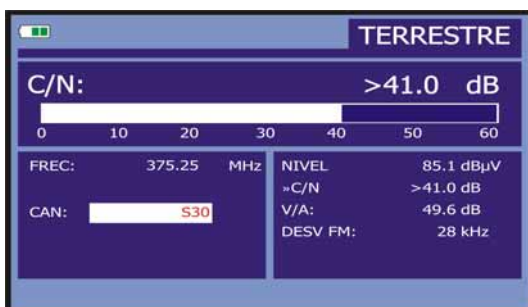 TERRESTRE
C/N: >41.0 dB
0 10 20 30 40 50 60
FREC: 375.25 MHz
CAN: S30
NIVEL 85.1 dBµV
»C/N >41.0 dB
V/A: 49.6 dB
DESV FM: 28 kHz